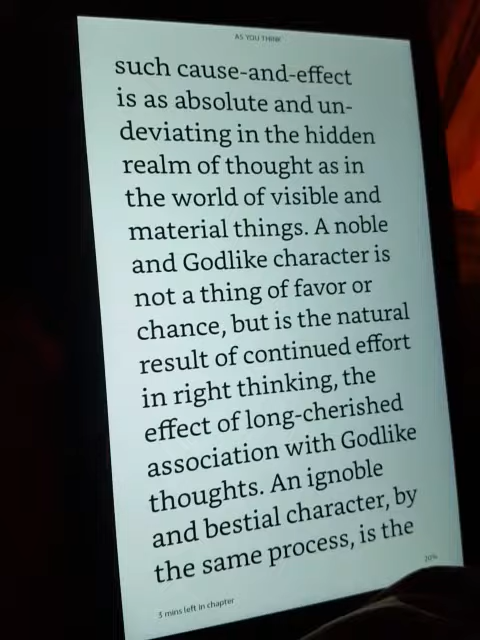 AS YOU THINK
such cause-and-effect
is as absolute and un-
deviating in the hidden
realm of thought as in
the world of visible and
material things. A noble
and Godlike character is
not a thing of favor or
chance, but is the natural
result of continued effort
in right thinking, the
effect of long-cherished
association with Godlike
thoughts. An ignoble
and bestial character, by
the same process, is the
3 mins left in chapter
20%